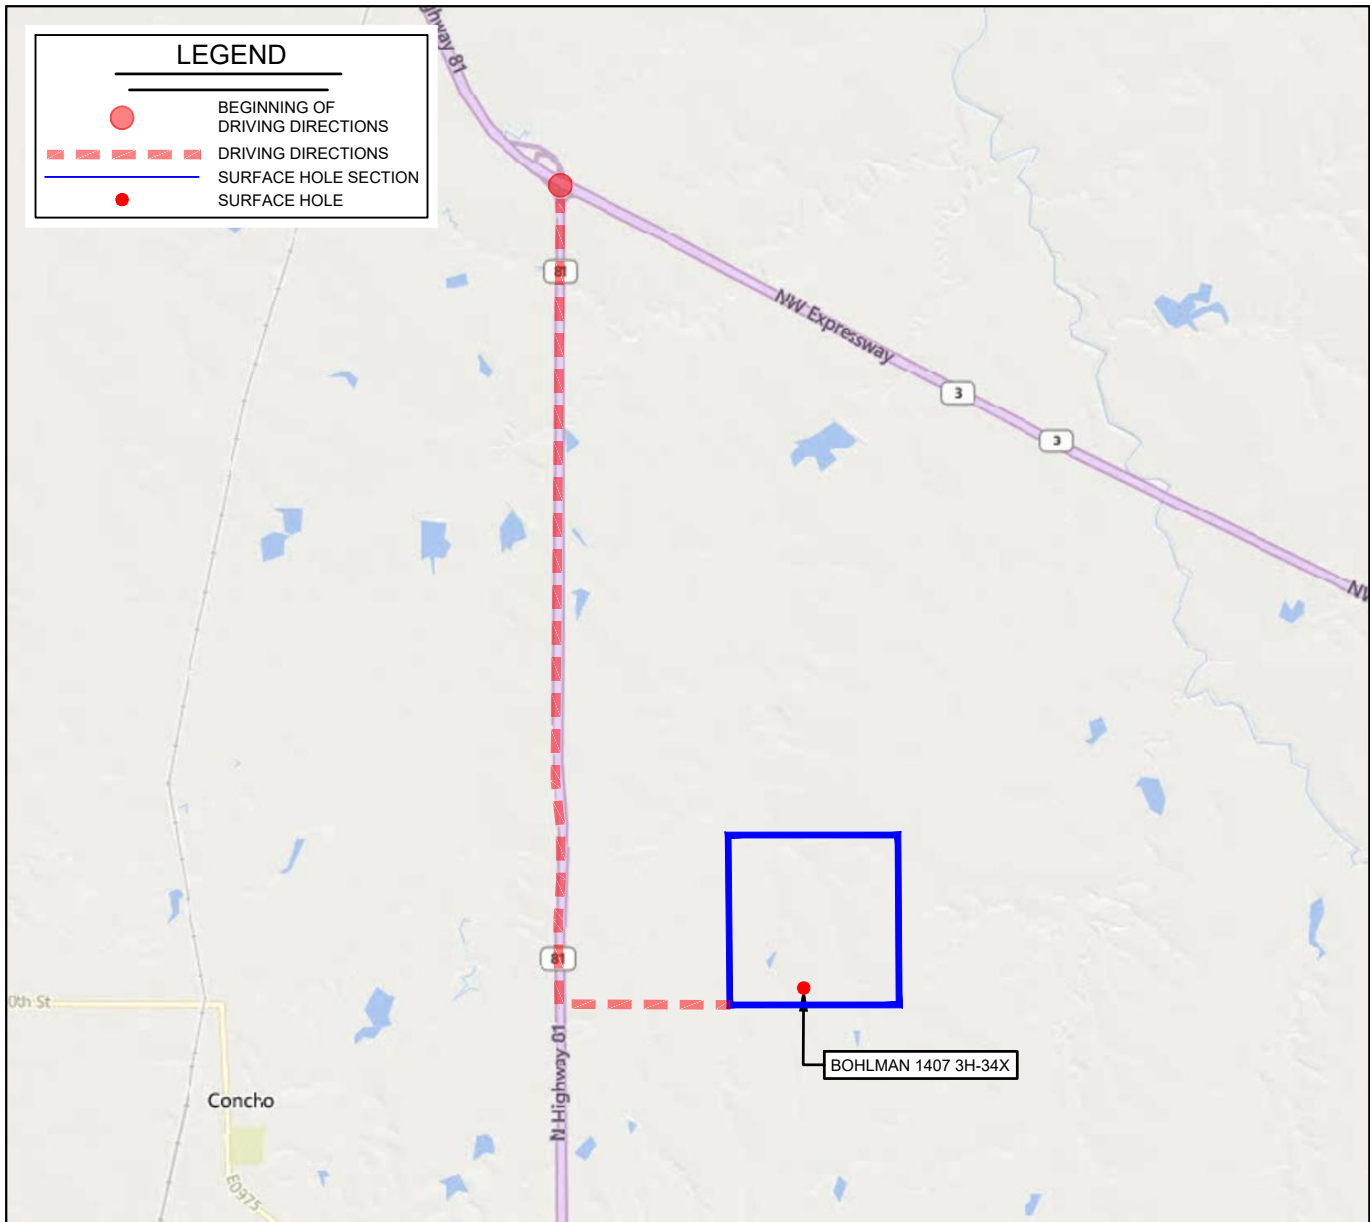 LEGEND
BEGINNING OF
DRIVING DIRECTIONS
DRIVING DIRECTIONS
SURFACE HOLE SECTION
SURFACE HOLE
ghway 81
81
NW Expressway
3
3
NW
81
0th St
N Highway 81
BOHLMAN 1407 3H-34X
Concho
E0975